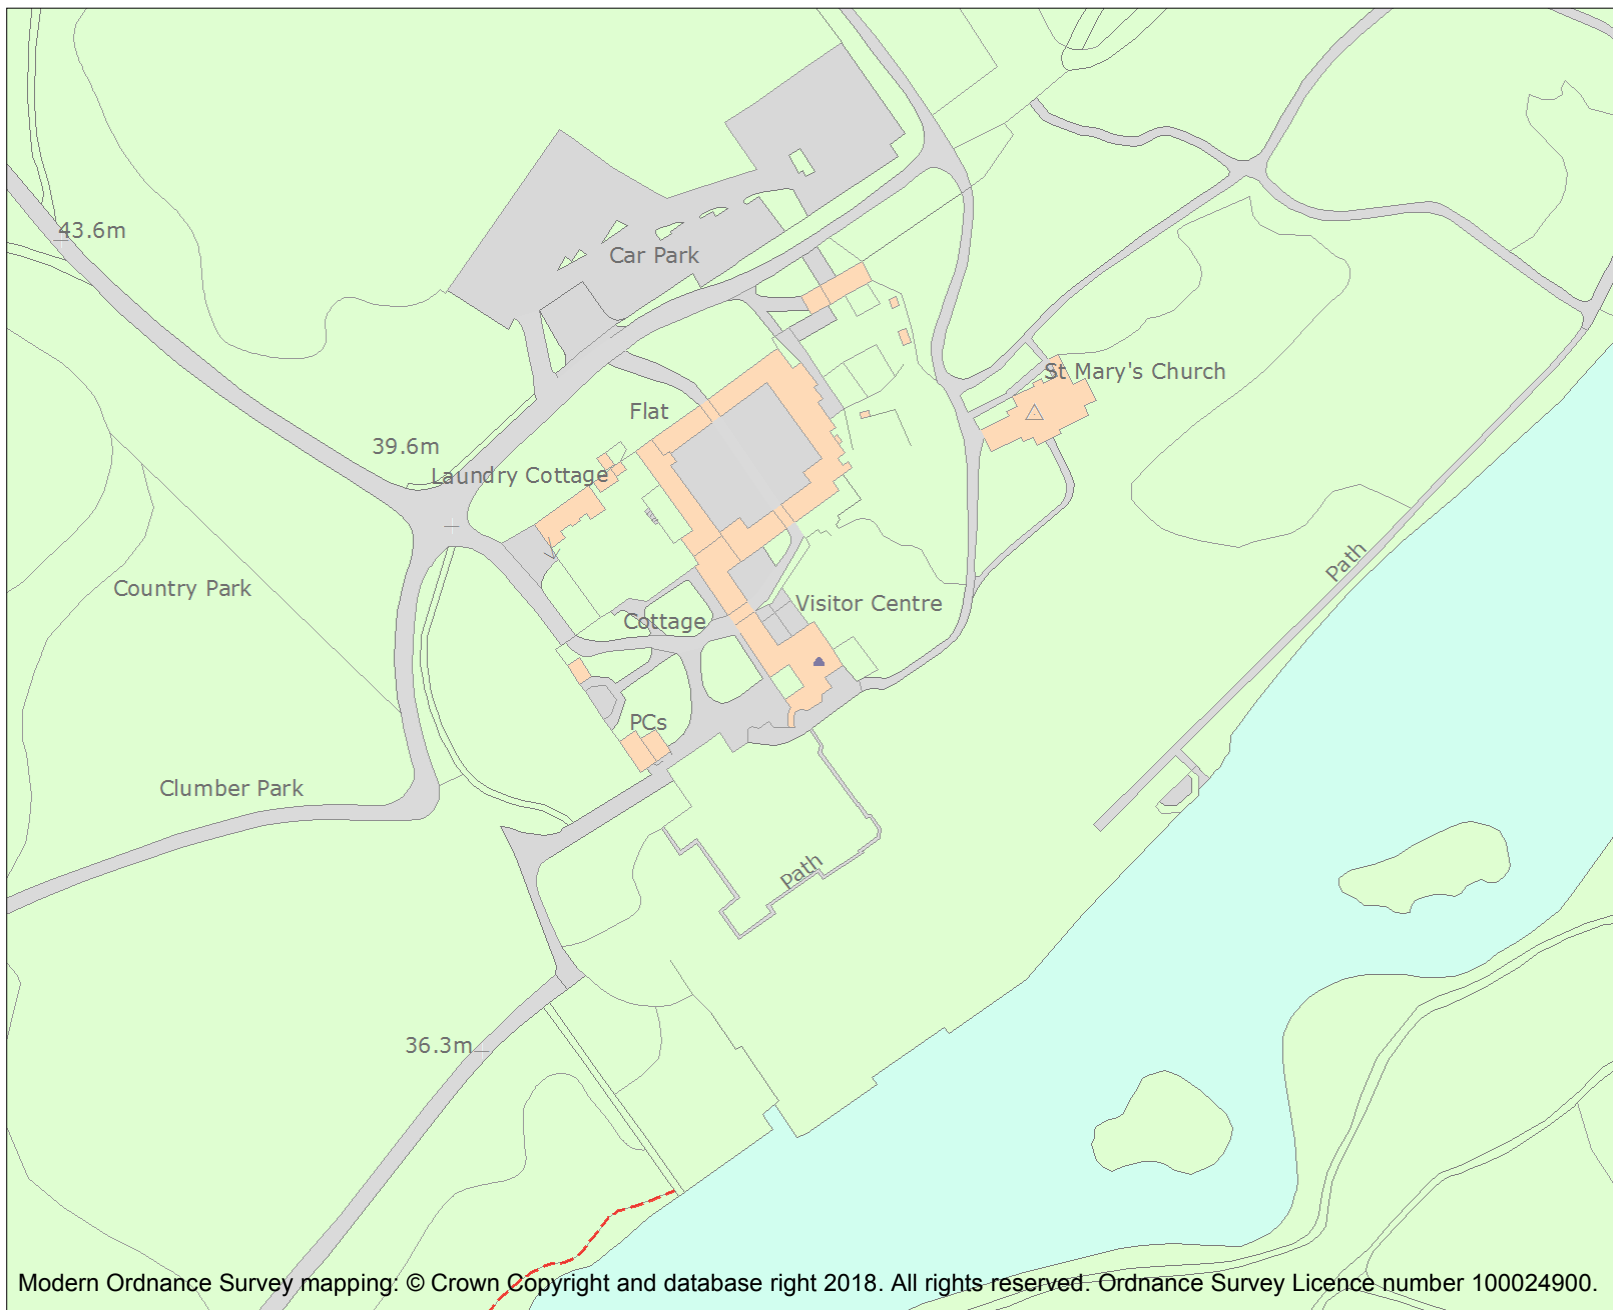 43.6m
Car Park
St Mary's Church
Flat
39.6m
Laundry Cottage
Path
Country Park
Visitor Centre
Cottage
PCs
Clumber Park
Path
36.3m
Modern Ordnance Survey mapping: © Crown Copyright and database right 2018. All rights reserved. Ordnance Survey Licence number 100024900.